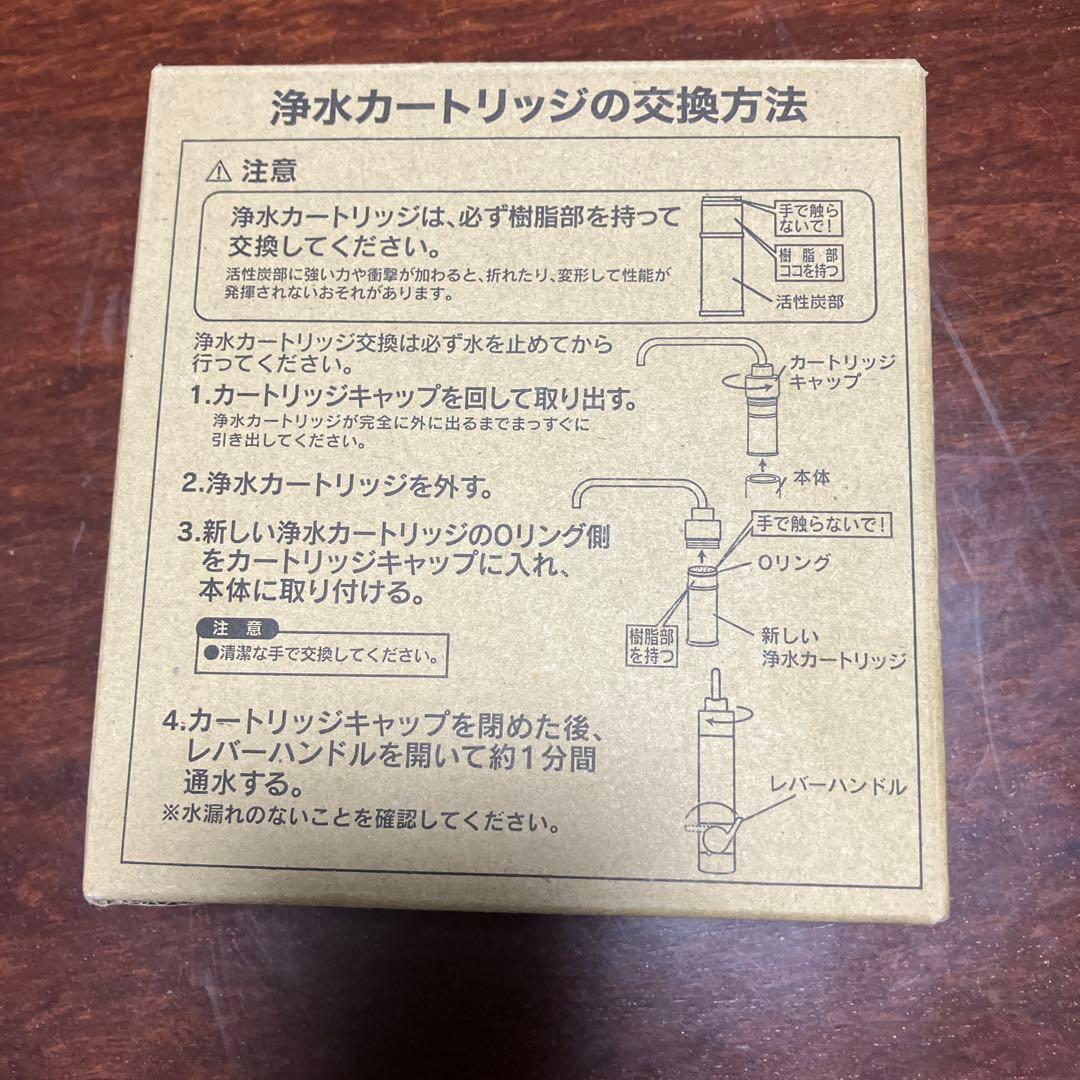 浄水カートリッジの交換方法
⚠ 注意
浄水カートリッジは、必ず樹脂部を持って
交換してください。
活性炭部に強い力や衝撃が加わると、折れたり、変形して性能が
発揮されないおそれがあります。
手で触ら
ないで!
樹脂部
ココを持つ
活性炭部
浄水カートリッジ交換は必ず水を止めてから
行ってください。
1.カートリッジキャップを回して取り出す。
浄水カートリッジが完全に外に出るまでまっすぐに
引き出してください。
カートリッジ
キャップ
本体
2.浄水カートリッジを外す。
3.新しい浄水カートリッジのOリング側
をカートリッジキャップに入れ、
本体に取り付ける。
注意
●清潔な手で交換してください。
手で触らないで!
Oリング
樹脂部
を持つ
新しい
浄水カートリッジ
4.カートリッジキャップを閉めた後、
レバーハンドルを開いて約1分間
通水する。
※水漏れのないことを確認してください。
レバーハンドル